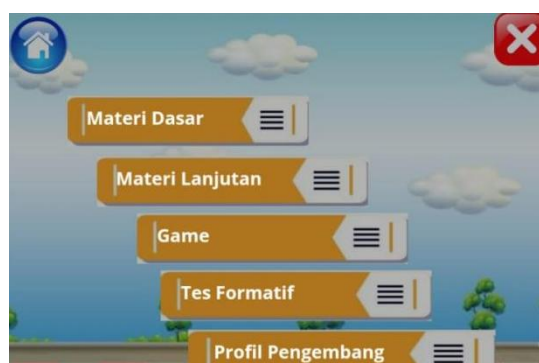 Materi Dasar
Materi Lanjutan
Game
Tes Formatif
Profil Pengembang